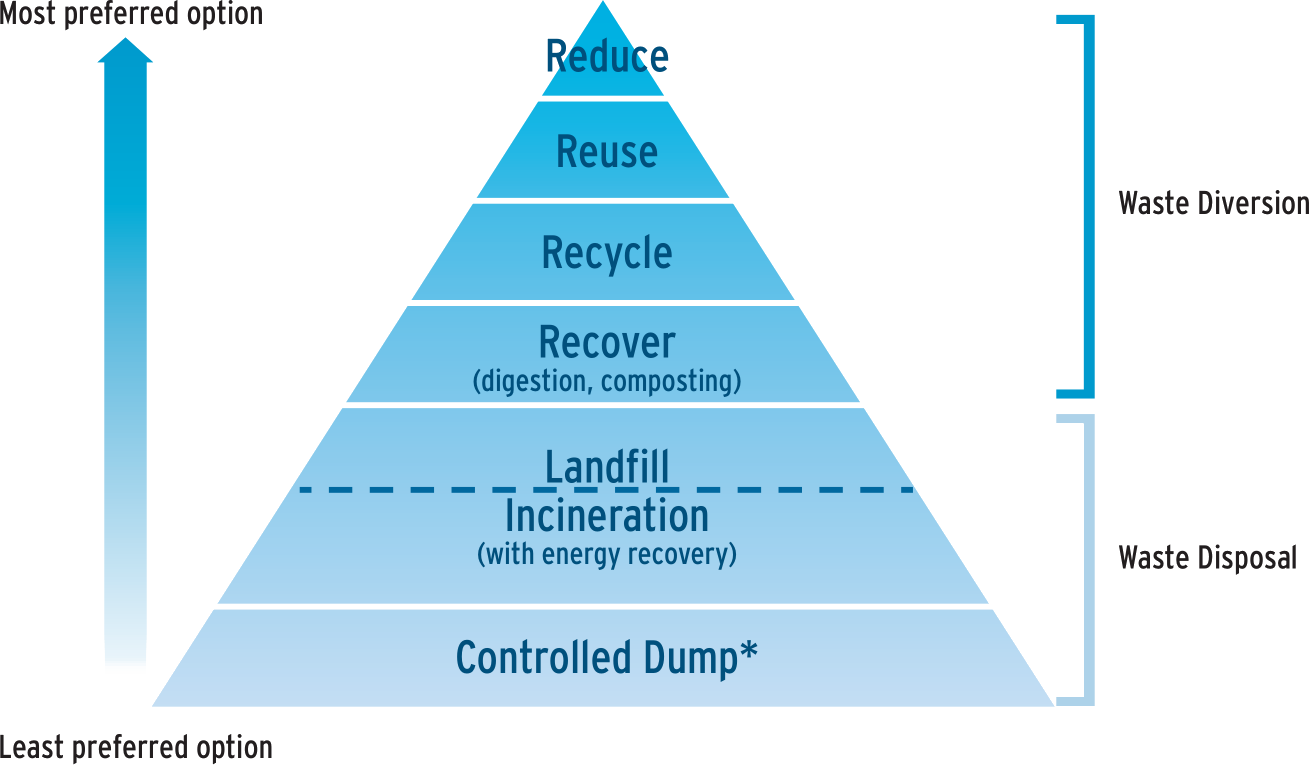 Most preferred option
Reduce
Reuse
Waste Diversion
Recycle
Recover
(digestion, composting)
Landfill
Incineration
(with energy recovery)
Waste Disposal
Controlled Dump*
Least preferred option